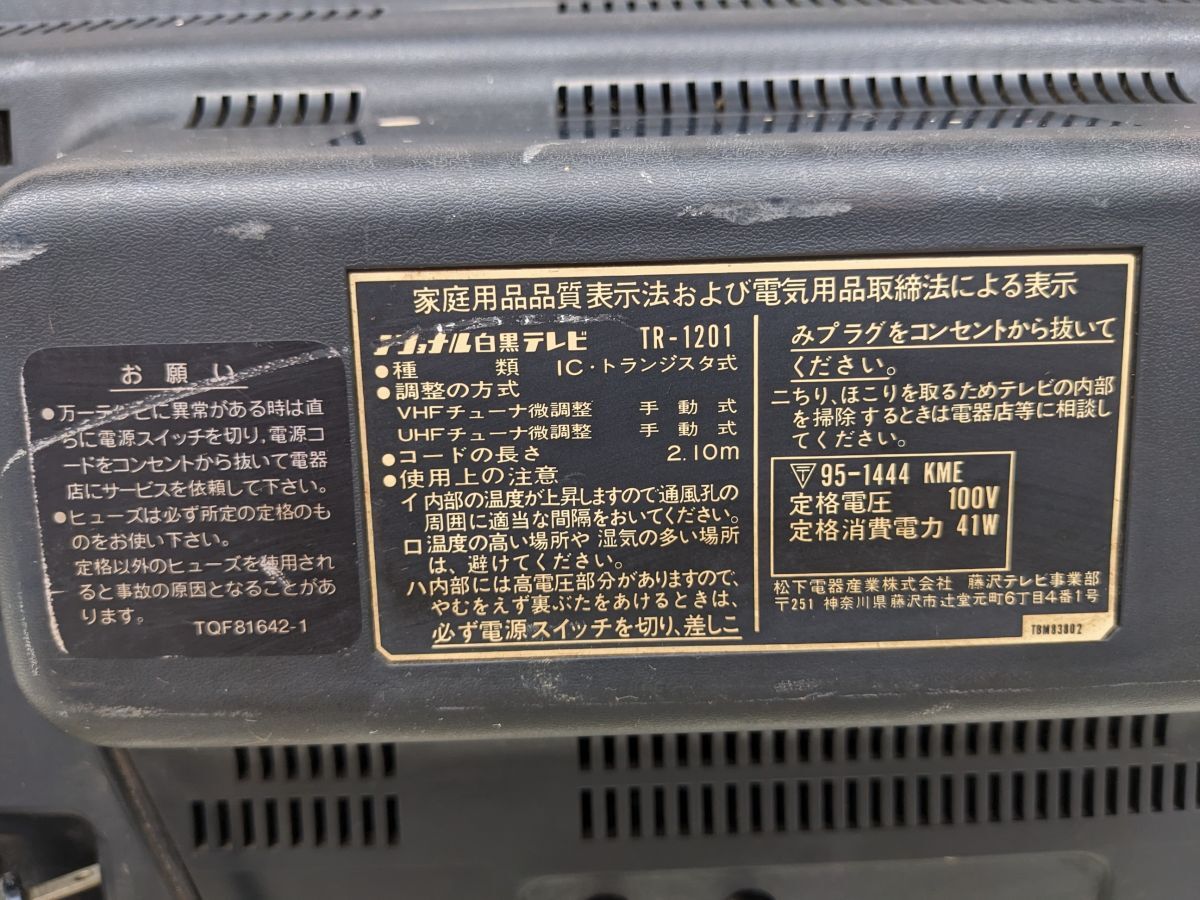 お願い
●万一テレビに異常がある時は直
ちに電源スイッチを切り,電源コ
ードをコンセントから抜いて電器
店にサービスを依頼して下さい。
●ヒューズは必ず所定の定格のも
のをお使い下さい。
定格以外のヒューズを使用され
ると事故の原因となることがあ
ります。
TQF81642-1
家庭用品品質表示法および電気用品取締法による表示
ナショナル白黒テレビ TR-1201
●種類 IC・トランジスタ式
●調整の方式
VHFチューナ微調整 手動式
UHFチューナ微調整 手動式
●コードの長さ 2.10m
●使用上の注意
イ内部の温度が上昇しますので通風孔の
周囲に適当な間隔をおいてください。
ロ温度の高い場所や 湿気の多い場所
は、避けてください。
ハ内部には高電圧部分がありますので、
やむをえず裏ぶたをあけるときは、
必ず電源スイッチを切り、差しこ
みプラグをコンセントから抜いて
ください。
ニちり、ほこりを取るためテレビの内部
を掃除するときは電器店等に相談し
てください。
〒95-1444 KME
定格電圧 100V
定格消費電力 41W
松下電器産業株式会社 藤沢テレビ事業部
〒251 神奈川県藤沢市辻堂元町6丁目4番1号
TBM83802